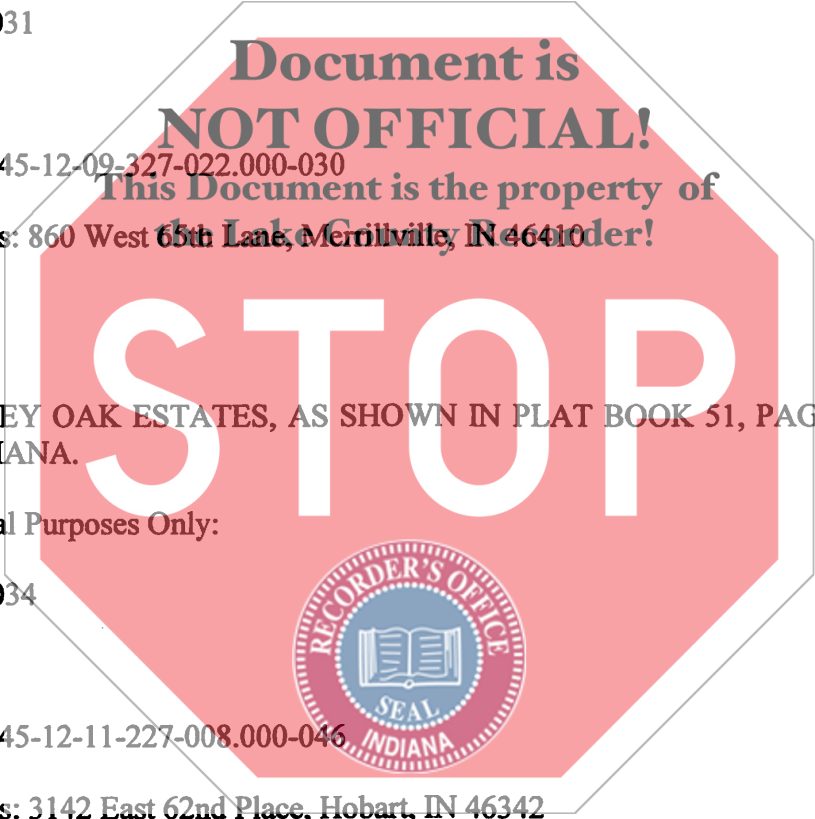 031
Document is
NOT OFFICIAL!
45-12-09-327-022.000-030
This Document is the property of
s: 860 West 65th Lane, Merrillville, IN 46410
the Lake County Recorder!
STOP
EY OAK ESTATES, AS SHOWN IN PLAT BOOK 51, PAG
IANA.
al Purposes Only:
034
RECORDER'S OFFICE
SEAL
INDIANA
45-12-11-227-008.000-046
s: 3142 East 62nd Place, Hobart, IN 46342